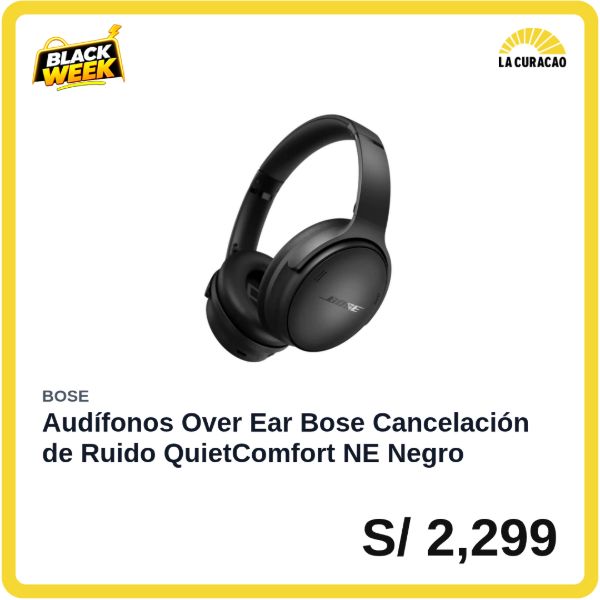 BLACK
WEEK
LA CURACAO
BOSE
BOSE
Audífonos Over Ear Bose Cancelación
de Ruido QuietComfort NE Negro
S/ 2,299